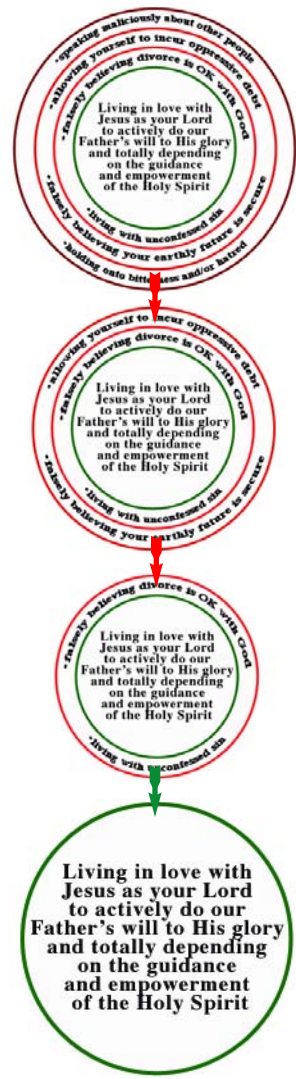 •speaking maliciously about other people
•allowing yourself to incur oppressive debt
•falsely believing divorce is OK with God
Living in love with
Jesus as your Lord
to actively do our
Father's will to His glory
and totally depending
on the guidance
and empowerment
of the Holy Spirit
•living with unconfessed sin
•falsely believing your earthly future is secure
•holding onto bitterness and/or hatred
•allowing yourself to incur oppressive debt
•falsely believing divorce is OK with God
Living in love with
Jesus as your Lord
to actively do our
Father's will to His glory
and totally depending
on the guidance
and empowerment
of the Holy Spirit
•living with unconfessed sin
•falsely believing your earthly future is secure
•falsely believing divorce is OK with God
Living in love with
Jesus as your Lord
to actively do our
Father's will to His glory
and totally depending
on the guidance
and empowerment
of the Holy Spirit
•living with unconfessed sin
Living in love with
Jesus as your Lord
to actively do our
Father's will to His glory
and totally depending
on the guidance
and empowerment
of the Holy Spirit